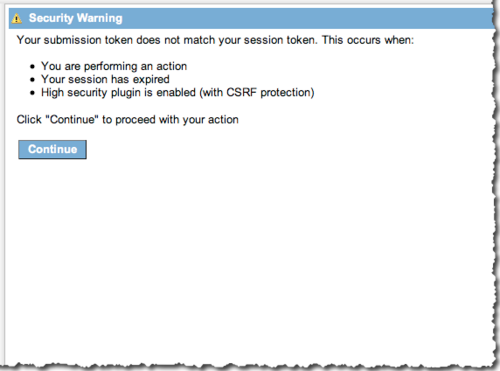 Security Warning
Your submission token does not match your session token. This occurs when:
• You are performing an action
• Your session has expired
• High security plugin is enabled (with CSRF protection)
Click "Continue" to proceed with your action
Continue